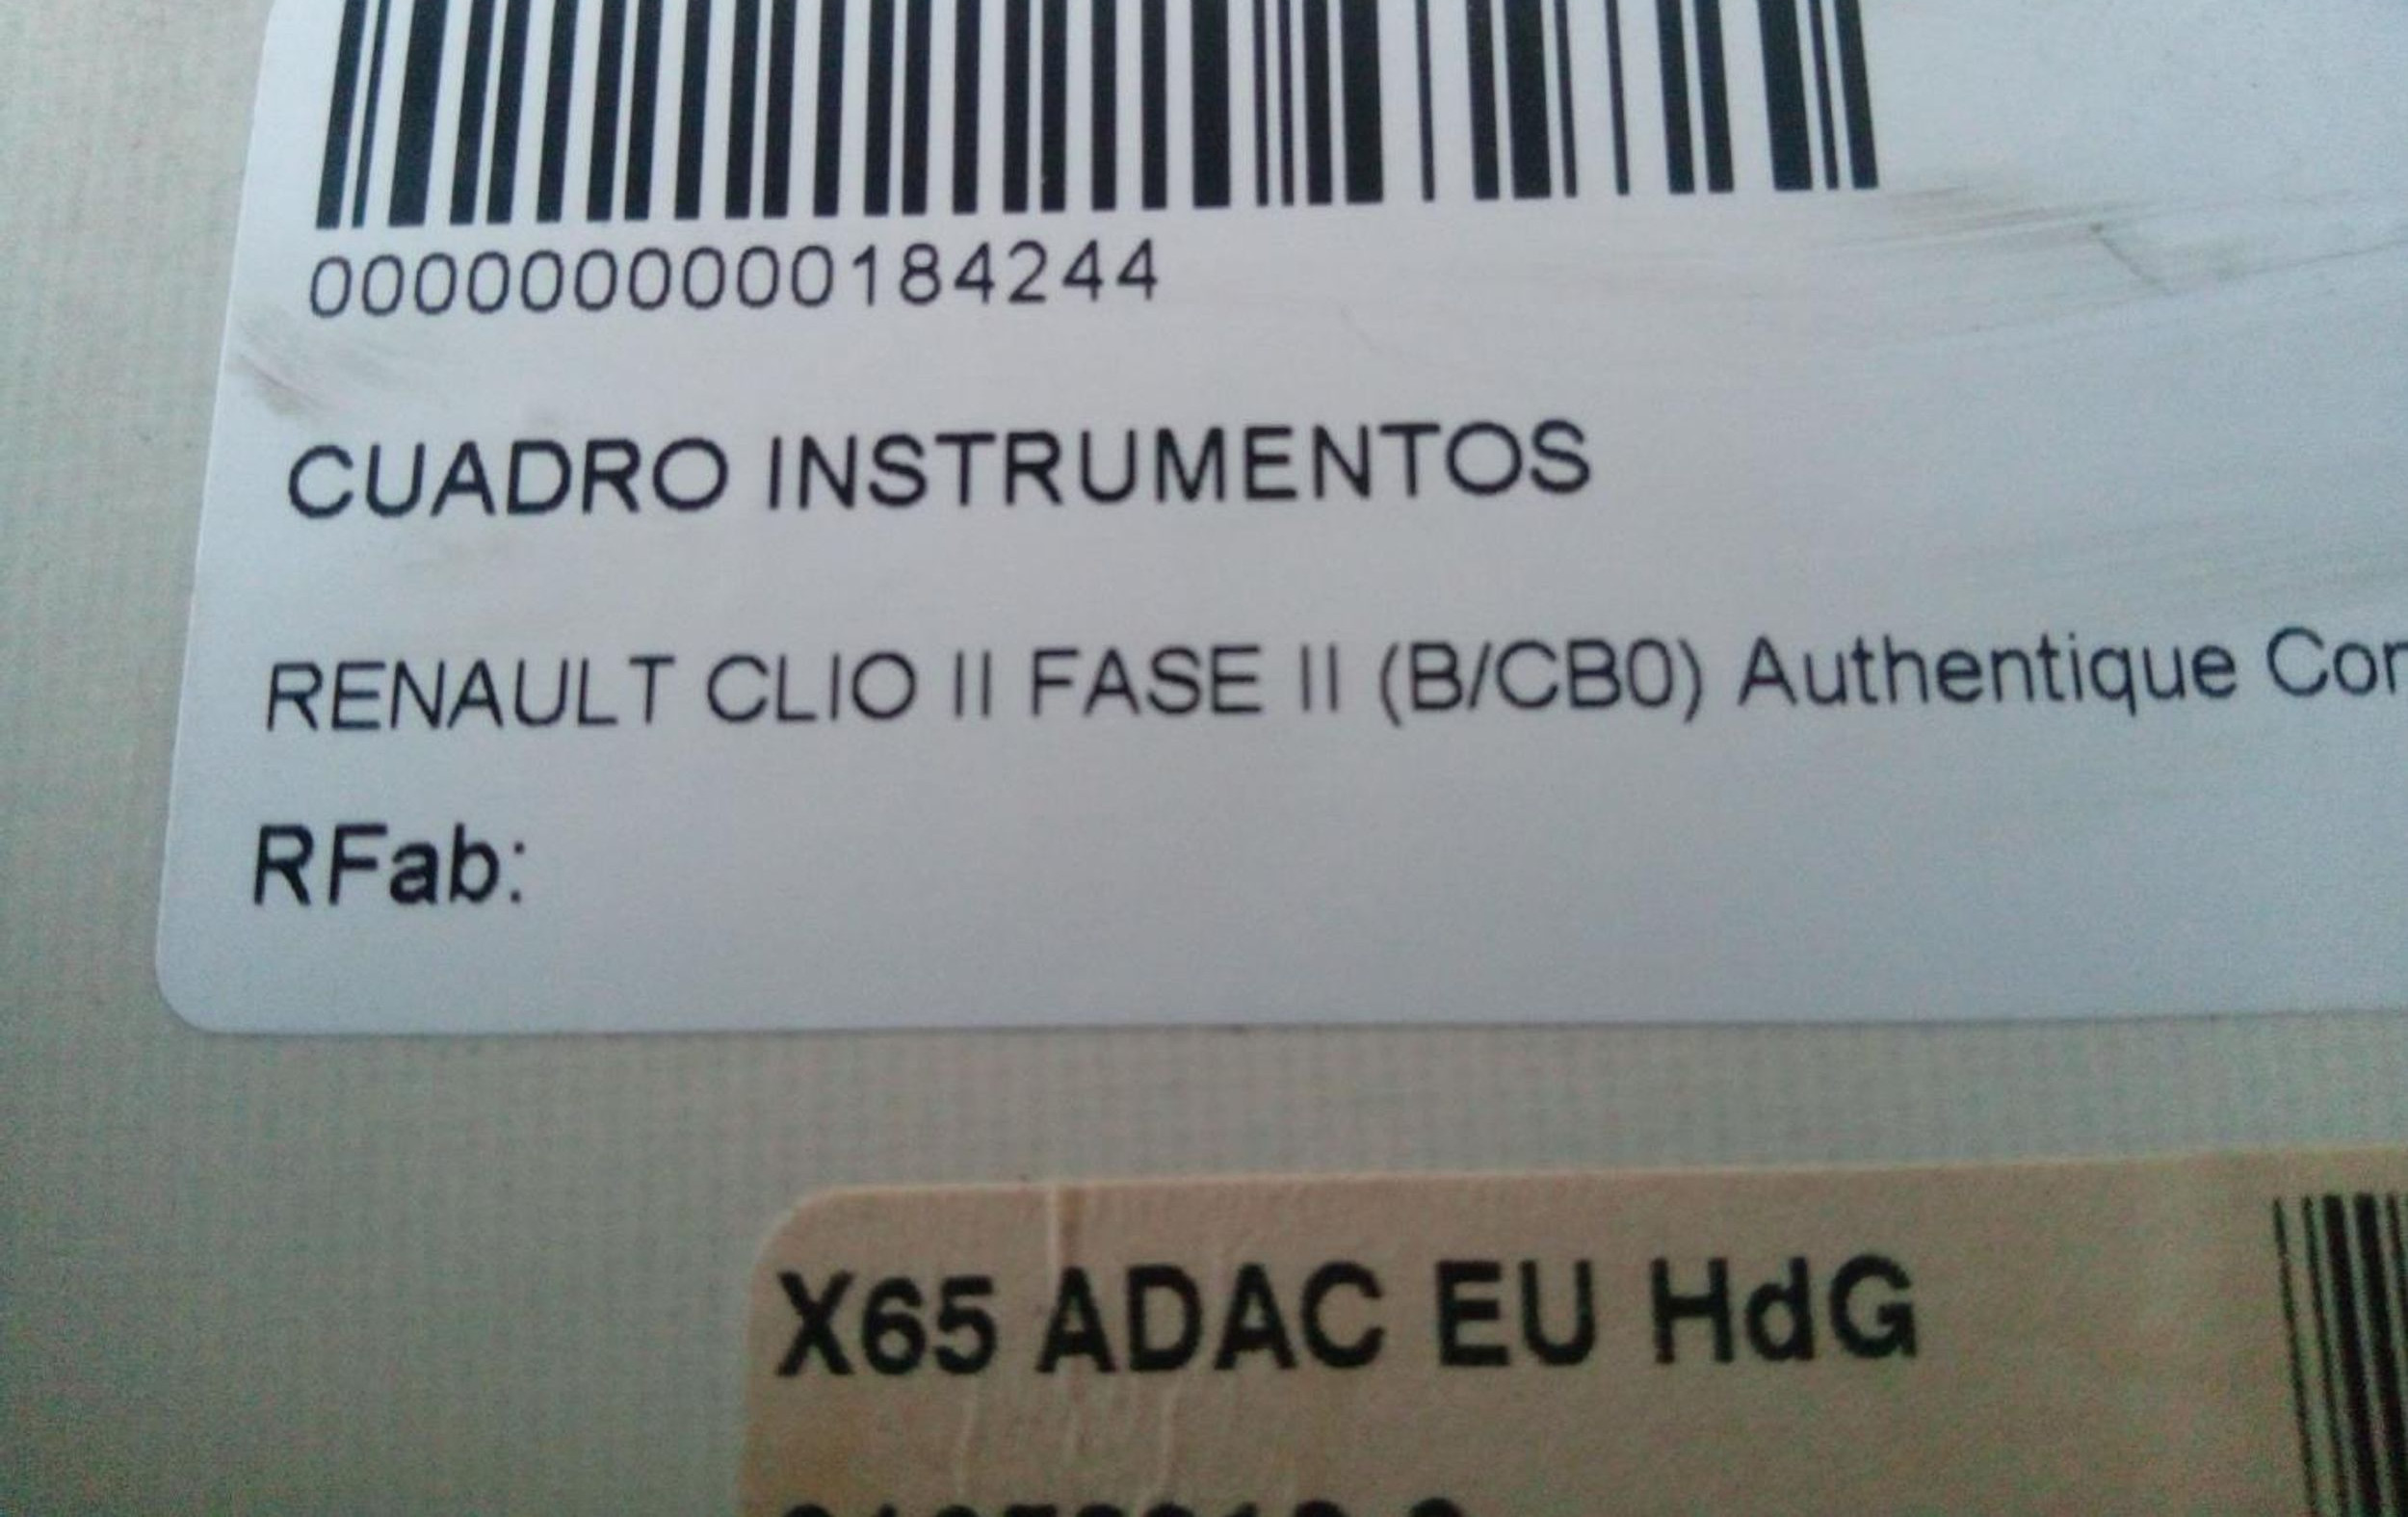 0000000000184244
CUADRO INSTRUMENTOS
RENAULT CLIO II FASE II (B/CB0) Authentique
RFab:
X65 ADAC EU HdG